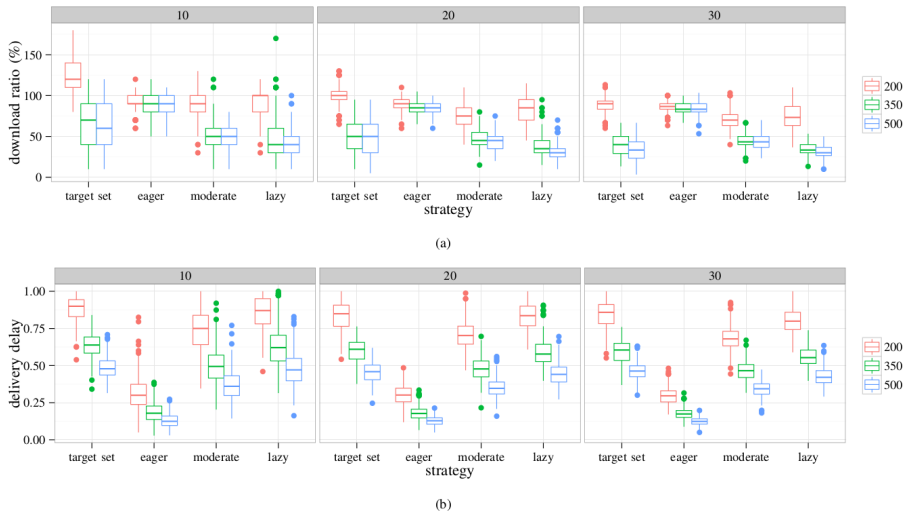 10
20
30
download ratio (%)
150
100
50
0
200
350
500
target set eager moderate lazy
target set eager moderate lazy
target set eager moderate lazy
strategy
(a)
10
20
30
delivery delay
1.00
0.75
0.50
0.25
0.00
200
350
500
target set eager moderate lazy
target set eager moderate lazy
target set eager moderate lazy
strategy
(b)